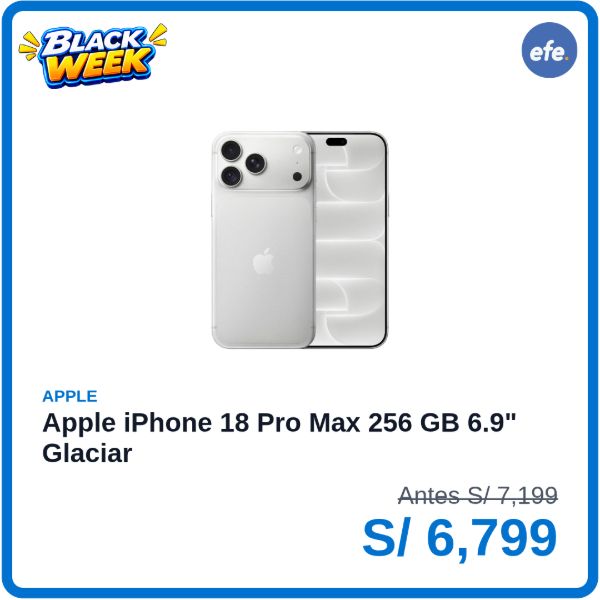 BLACK
WEEK
efe.
APPLE
Apple iPhone 18 Pro Max 256 GB 6.9"
Glaciar
Antes S/ 7,199
S/ 6,799